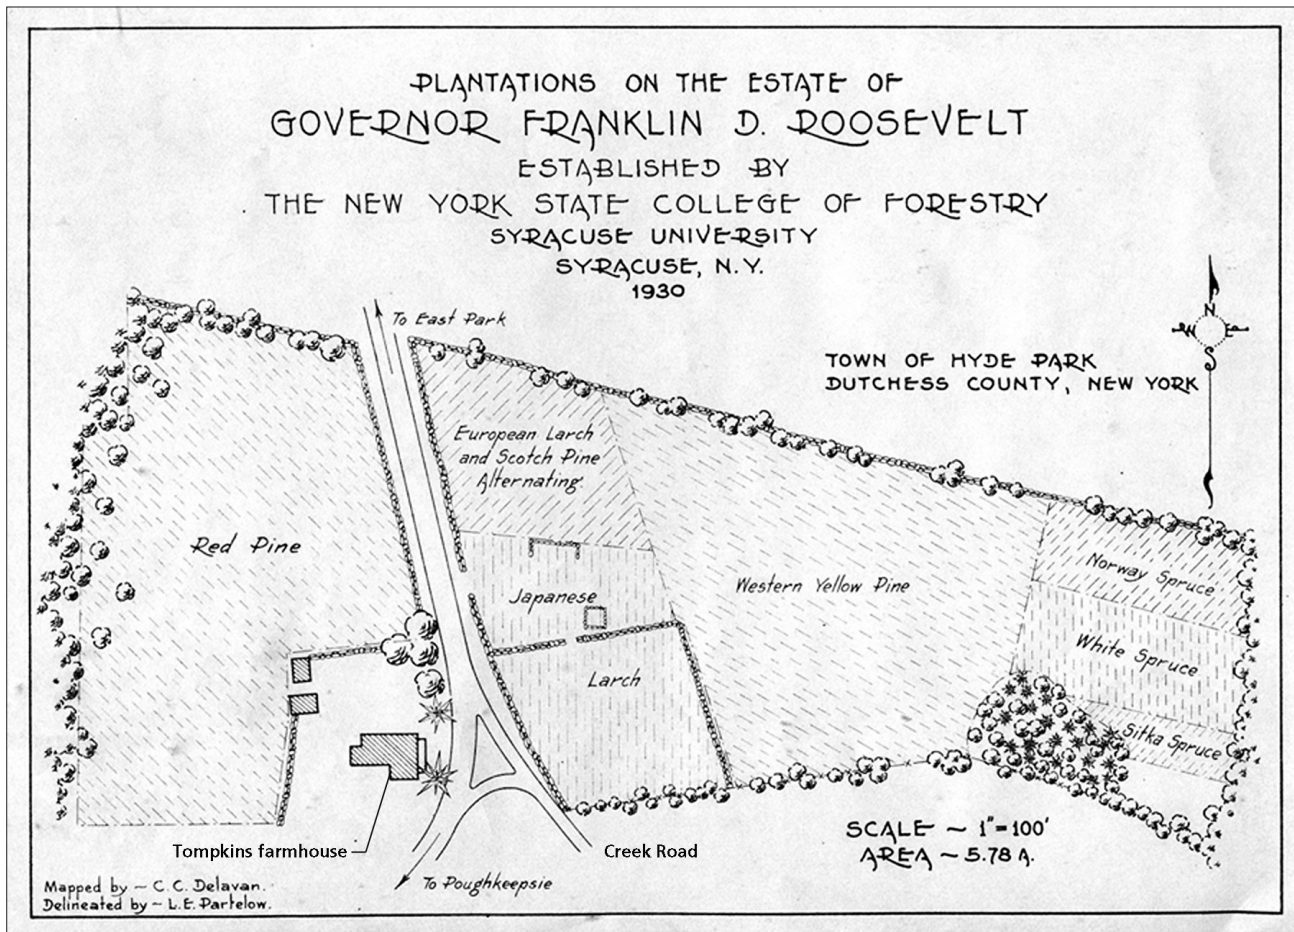 PLANTATIONS ON THE ESTATE OF
GOVERNOR FRANKLIN D. ROOSEVELT
ESTABLISHED BY
THE NEW YORK STATE COLLEGE OF FORESTRY
SYRACUSE UNIVERSITY
SYRACUSE, N.Y.
1930
To East Park
N
W E
S
TOWN OF HYDE PARK
DUTCHESS COUNTY, NEW YORK
European Larch
and Scotch Pine
Alternating.
Red Pine
Japanese
Larch
Western Yellow Pine
Norway Spruce
White Spruce
Sitka Spruce
SCALE ~ 1"=100'
AREA ~ 5.78 A.
Tompkins farmhouse
Creek Road
To Poughkeepsie
Mapped by ~ C. C. Delavan.
Delineated by ~ L. E. Partelow.